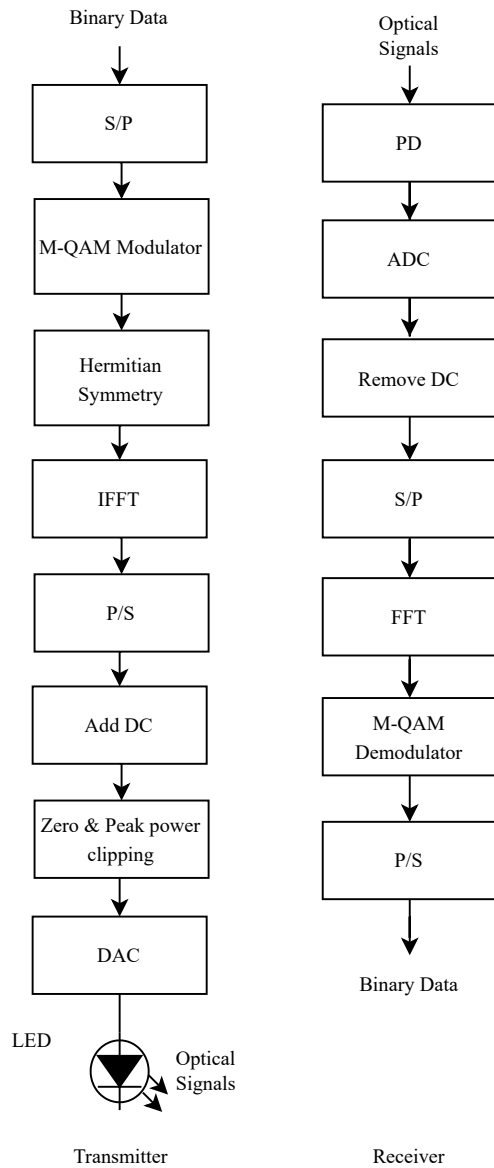 Binary Data
S/P
M-QAM Modulator
Hermitian
Symmetry
IFFT
P/S
Add DC
Zero & Peak power
clipping
DAC
LED
Optical
Signals
Transmitter
Optical
Signals
PD
ADC
Remove DC
S/P
FFT
M-QAM
Demodulator
P/S
Binary Data
Receiver